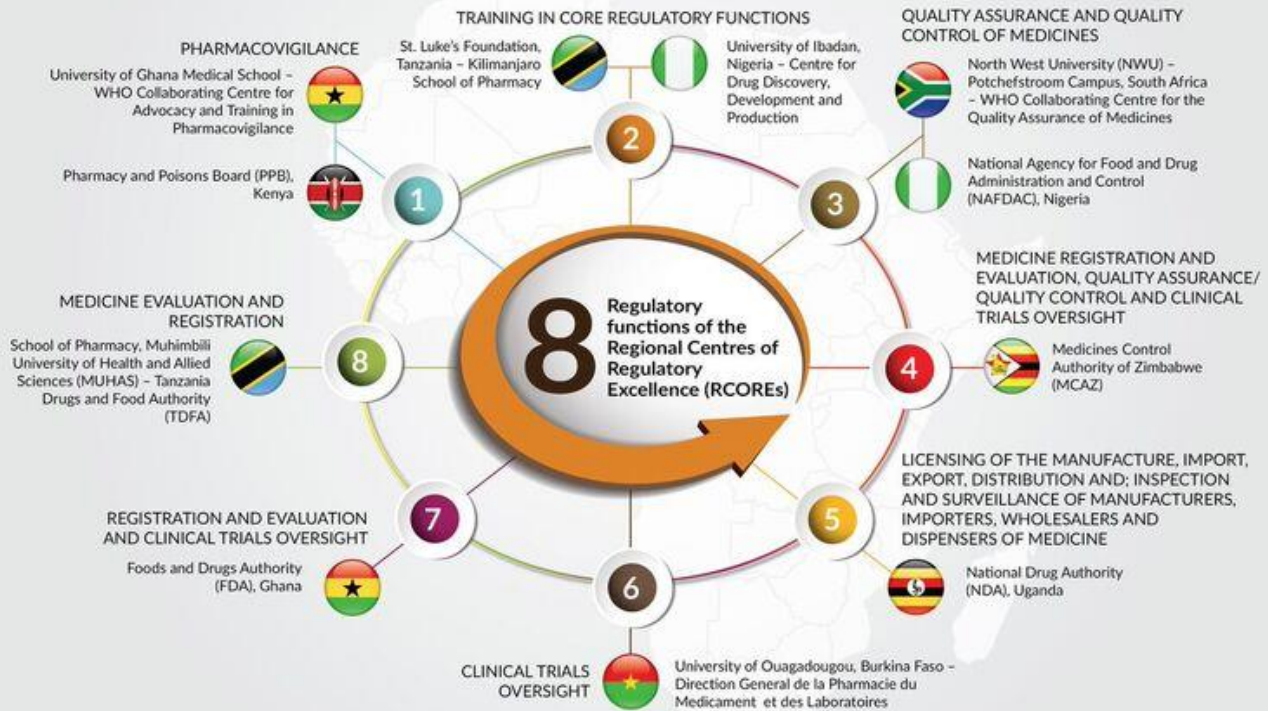 TRAINING IN CORE REGULATORY FUNCTIONS
St. Luke's Foundation,
Tanzania – Kilimanjaro
School of Pharmacy
University of Ibadan,
Nigeria – Centre for
Drug Discovery,
Development and
Production
QUALITY ASSURANCE AND QUALITY
CONTROL OF MEDICINES
North West University (NWU) –
Potchefstroom Campus, South Africa
– WHO Collaborating Centre for the
Quality Assurance of Medicines
National Agency for Food and Drug
Administration and Control
(NAFDAC), Nigeria
PHARMACOVIGILANCE
University of Ghana Medical School –
WHO Collaborating Centre for
Advocacy and Training in
Pharmacovigilance
Pharmacy and Poisons Board (PPB),
Kenya
1
2
3
MEDICINE REGISTRATION AND
EVALUATION, QUALITY ASSURANCE/
QUALITY CONTROL AND CLINICAL
TRIALS OVERSIGHT
Medicines Control
Authority of Zimbabwe
(MCAZ)
4
8
Regulatory
functions of the
Regional Centres of
Regulatory
Excellence (RCOREs)
MEDICINE EVALUATION AND
REGISTRATION
School of Pharmacy, Muhimbili
University of Health and Allied
Sciences (MUHAS) – Tanzania
Drugs and Food Authority
(TDFA)
8
LICENSING OF THE MANUFACTURE, IMPORT,
EXPORT, DISTRIBUTION AND; INSPECTION
AND SURVEILLANCE OF MANUFACTURERS,
IMPORTERS, WHOLESALERS AND
DISPENSERS OF MEDICINE
National Drug Authority
(NDA), Uganda
5
REGISTRATION AND EVALUATION
AND CLINICAL TRIALS OVERSIGHT
Foods and Drugs Authority
(FDA), Ghana
7
6
CLINICAL TRIALS
OVERSIGHT
University of Ouagadougou, Burkina Faso –
Direction General de la Pharmacie du
Medicament et des Laboratoires